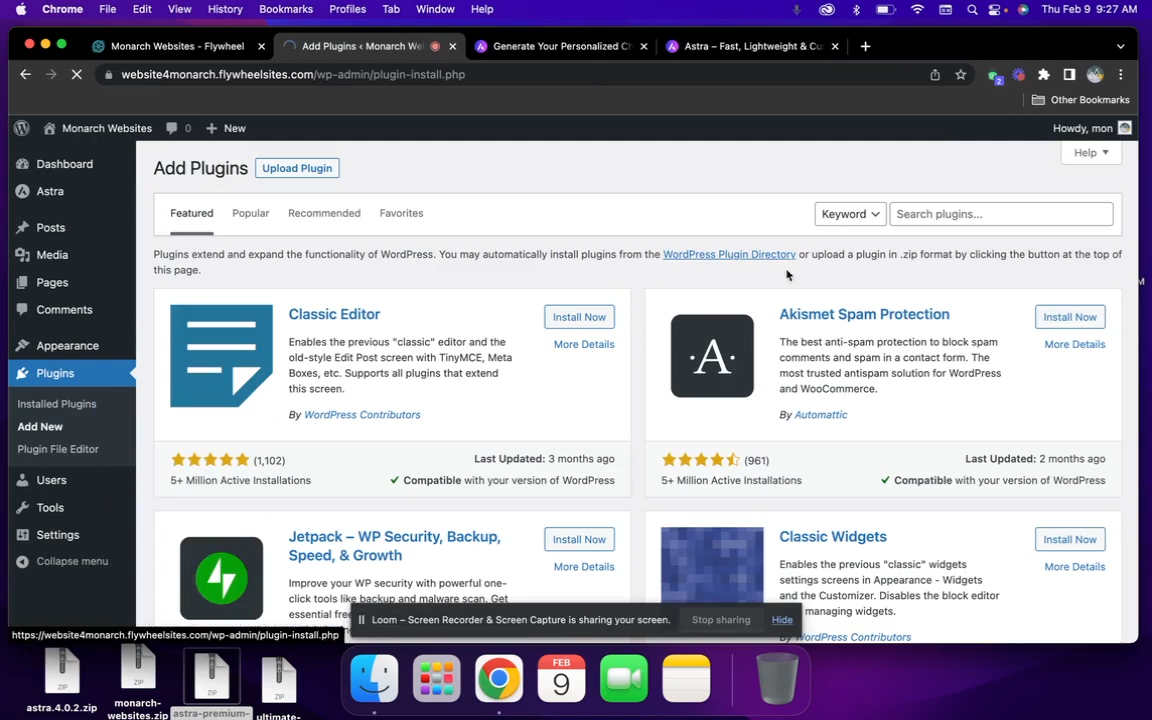 Chrome File Edit View History Bookmarks Profiles Tab Window Help Thu Feb 9 9:27 AM
Monarch Websites - Flywheel Add Plugins ‹ Monarch We Generate Your Personalized Ch Astra – Fast, Lightweight & Cu
website4monarch.flywheelsites.com/wp-admin/plugin-install.php 2
Other Bookmarks
Monarch Websites 0 New Howdy, mon
Help
Dashboard
Astra
Posts
Media
Pages
Comments
Appearance
Plugins
Installed Plugins
Add New
Plugin File Editor
Users
Tools
Settings
Collapse menu
Add Plugins Upload Plugin
Featured Popular Recommended Favorites Keyword Search plugins...
Plugins extend and expand the functionality of WordPress. You may automatically install plugins from the WordPress Plugin Directory or upload a plugin in .zip format by clicking the button at the top of
this page.
Classic Editor Install Now
More Details
Enables the previous "classic" editor and the
old-style Edit Post screen with TinyMCE, Meta
Boxes, etc. Supports all plugins that extend
this screen.
By WordPress Contributors
(1,102) Last Updated: 3 months ago
5+ Million Active Installations Compatible with your version of WordPress
·A·
Akismet Spam Protection Install Now
More Details
The best anti-spam protection to block spam
comments and spam in a contact form. The
most trusted antispam solution for WordPress
and WooCommerce.
By Automattic
(961) Last Updated: 2 months ago
5+ Million Active Installations Compatible with your version of WordPress
Jetpack – WP Security, Backup,
Speed, & Growth
Install Now
More Details
Improve your WP security with powerful one-
click tools like backup and malware scan. Get
essential free
Classic Widgets Install Now
More Details
Enables the previous "classic" widgets
settings screens in Appearance - Widgets
and the Customizer. Disables the block editor
managing widgets.
WordPress Contributors
Loom – Screen Recorder & Screen Capture is sharing your screen. Stop sharing Hide
https://website4monarch.flywheelsites.com/wp-admin/plugin-install.php
ZIP ZIP ZIP ZIP
astra.4.0.2.zip
monarch-
websites.zip
astra-premium-
ultimate-
FEB
9